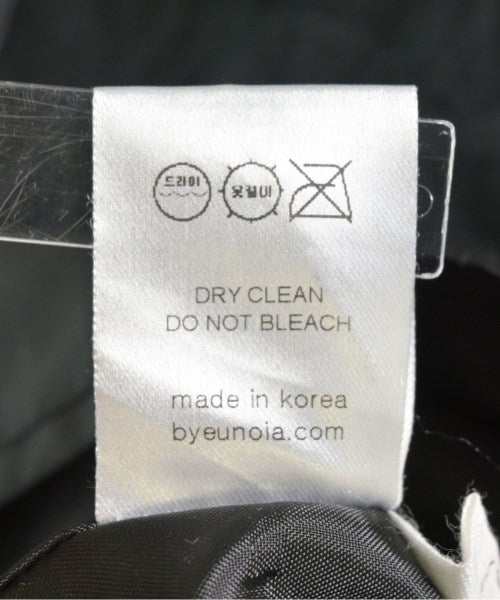 드라이 옷걸이
DRY CLEAN
DO NOT BLEACH
made in korea
byeunoia.com